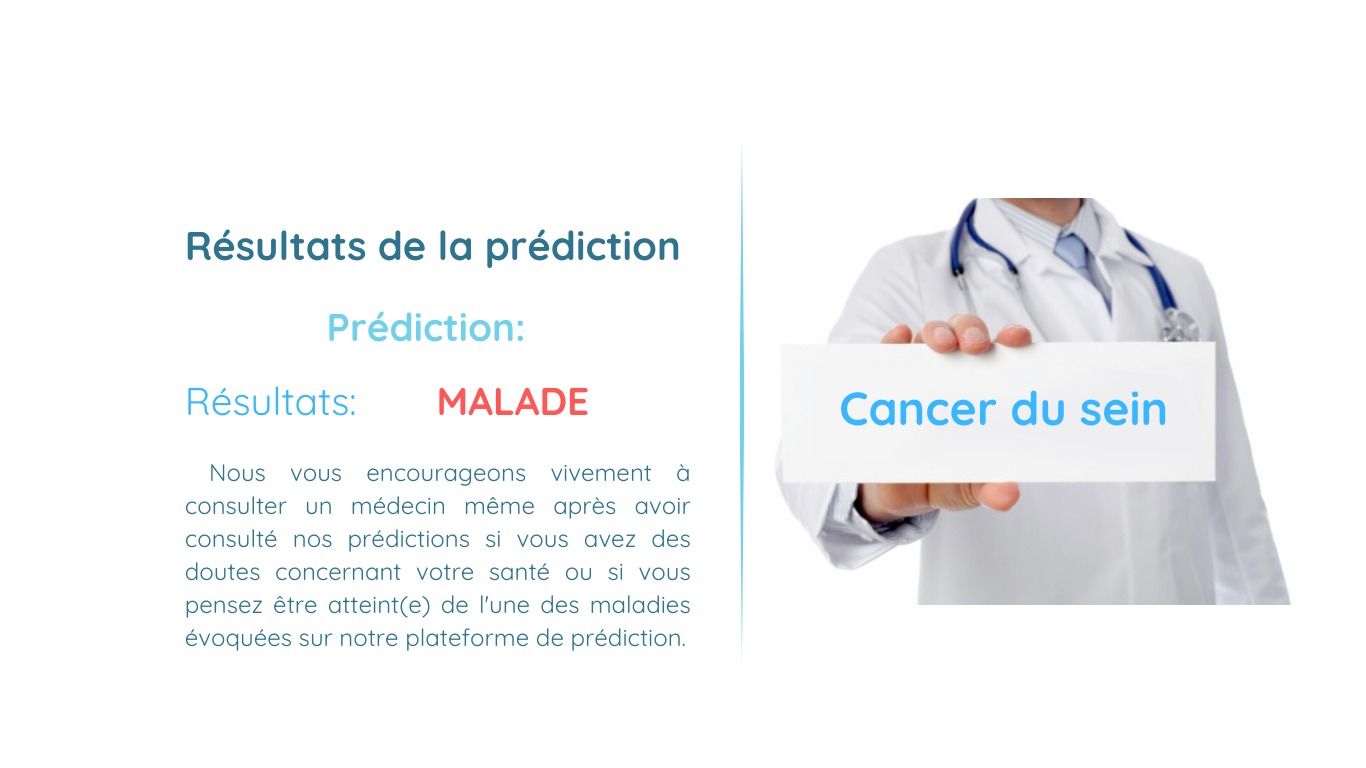 Résultats de la prédiction
Prédiction:
Résultats: MALADE
Nous vous encourageons vivement à
consulter un médecin même après avoir
consulté nos prédictions si vous avez des
doutes concernant votre santé ou si vous
pensez être atteint(e) de l'une des maladies
évoquées sur notre plateforme de prédiction.
Cancer du sein